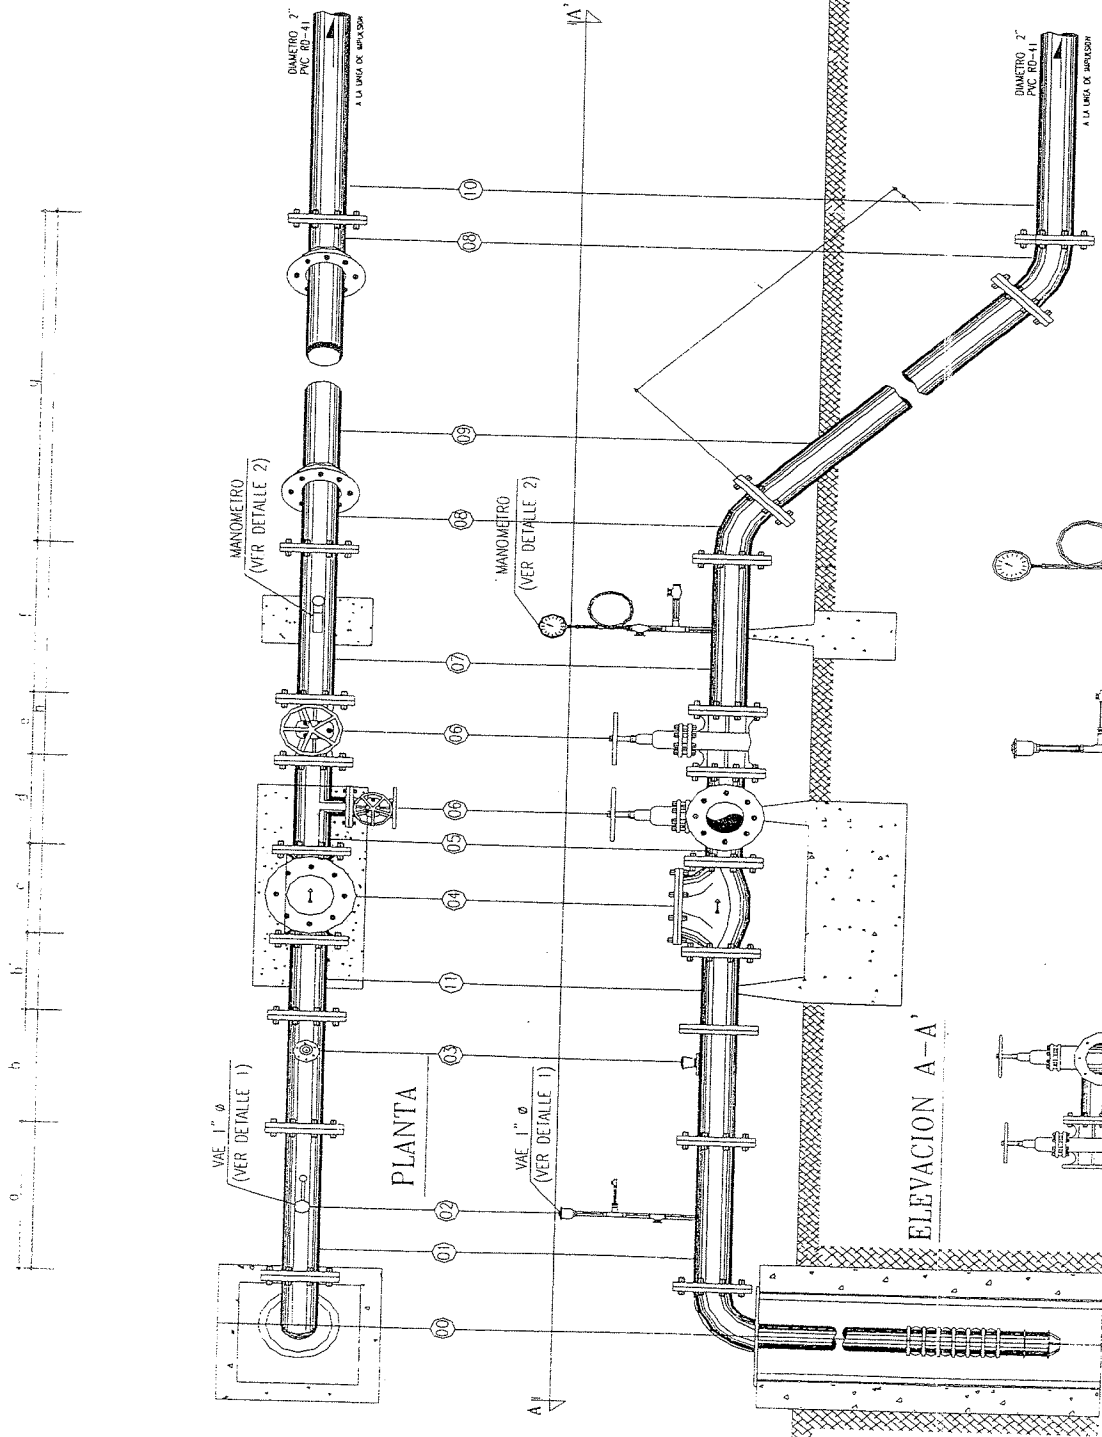 DIAMETRO 2"
PVC RD-41
A LA LINEA DE IMPULSION
A'
DIAMETRO 2"
PVC RD-41
A LA LINEA DE IMPULSION
10
08
09
08
07
06
06
05
04
11
03
02
01
00
MANOMETRO
(VER DETALLE 2)
MANOMETRO
(VER DETALLE 2)
VAE 1" ø
(VER DETALLE 1)
VAE 1" ø
(VER DETALLE 1)
PLANTA
ELEVACION A-A'
A
a
b
c
d
e
f